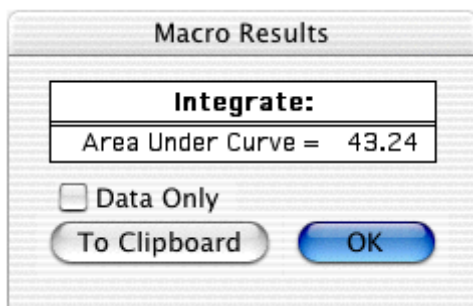 Macro Results
Integrate:
Area Under Curve = 43.24
Data Only
To Clipboard OK